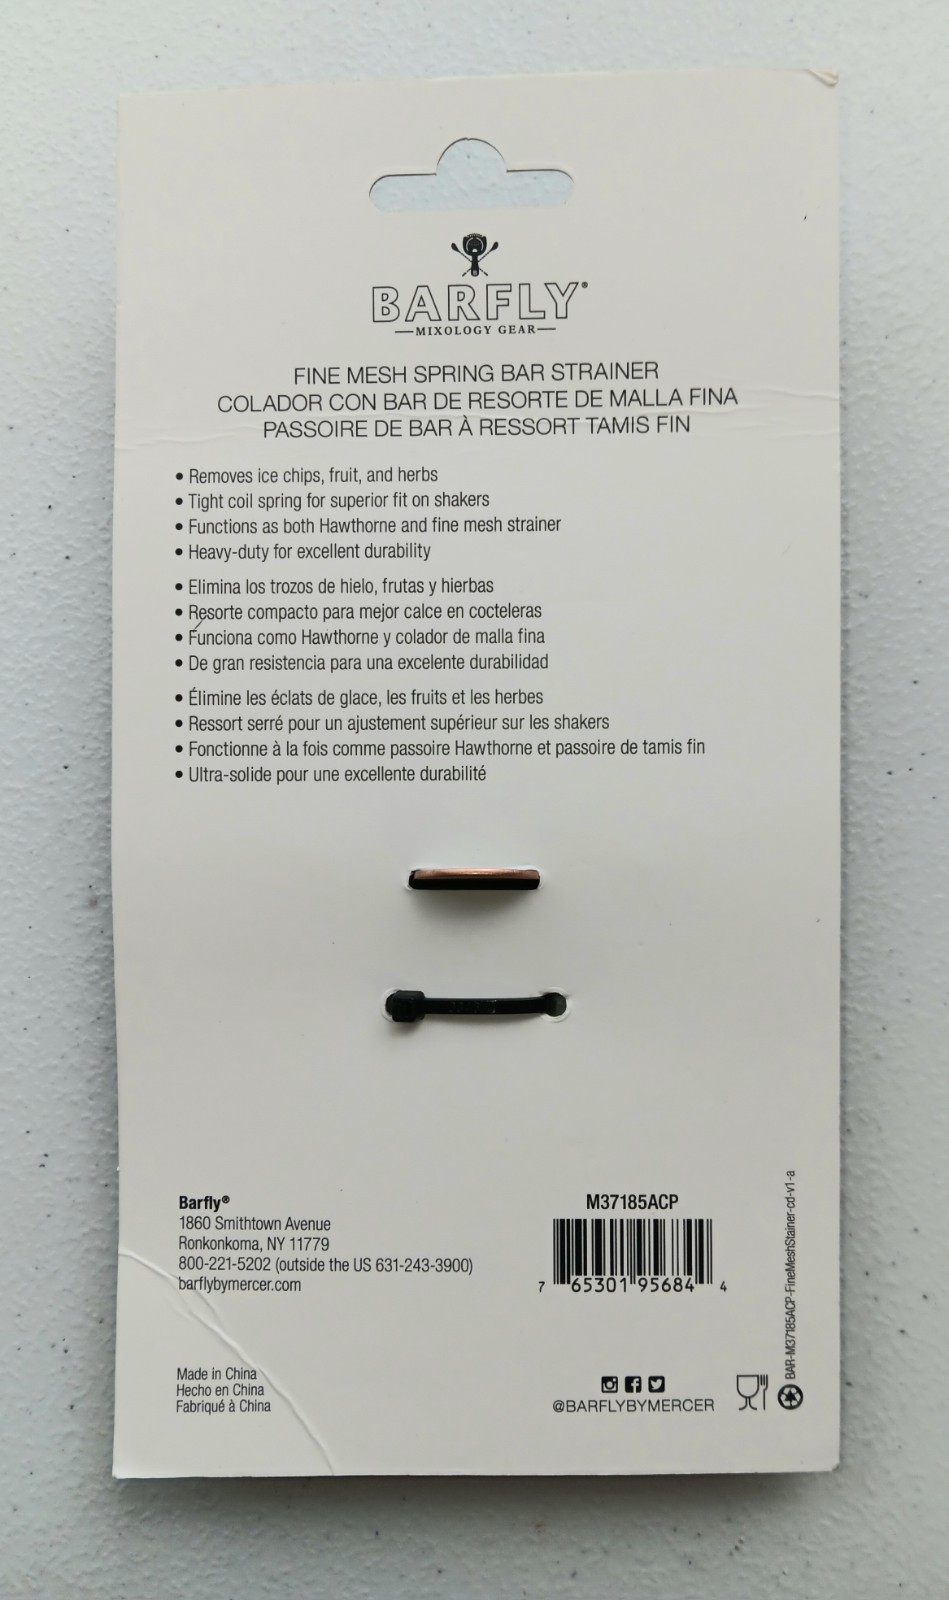 BARFLY®
MIXOLOGY GEAR
FINE MESH SPRING BAR STRAINER
COLADOR CON BAR DE RESORTE DE MALLA FINA
PASSOIRE DE BAR À RESSORT TAMIS FIN
• Removes ice chips, fruit, and herbs
• Tight coil spring for superior fit on shakers
• Functions as both Hawthorne and fine mesh strainer
• Heavy-duty for excellent durability
• Elimina los trozos de hielo, frutas y hierbas
• Resorte compacto para mejor calce en cocteleras
• Funciona como Hawthorne y colador de malla fina
• De gran resistencia para una excelente durabilidad
• Élimine les éclats de glace, les fruits et les herbes
• Ressort serré pour un ajustement supérieur sur les shakers
• Fonctionne à la fois comme passoire Hawthorne et passoire de tamis fin
• Ultra-solide pour une excellente durabilité
Barfly®
1860 Smithtown Avenue
Ronkonkoma, NY 11779
800-221-5202 (outside the US 631-243-3900)
barflybymercer.com
Made in China
Hecho en China
Fabriqué à China
M37185ACP
7 65301 95684 4
@BARFLYBYMERCER
BAR-M37185ACP-FineMeshStainer-cd-v1-a